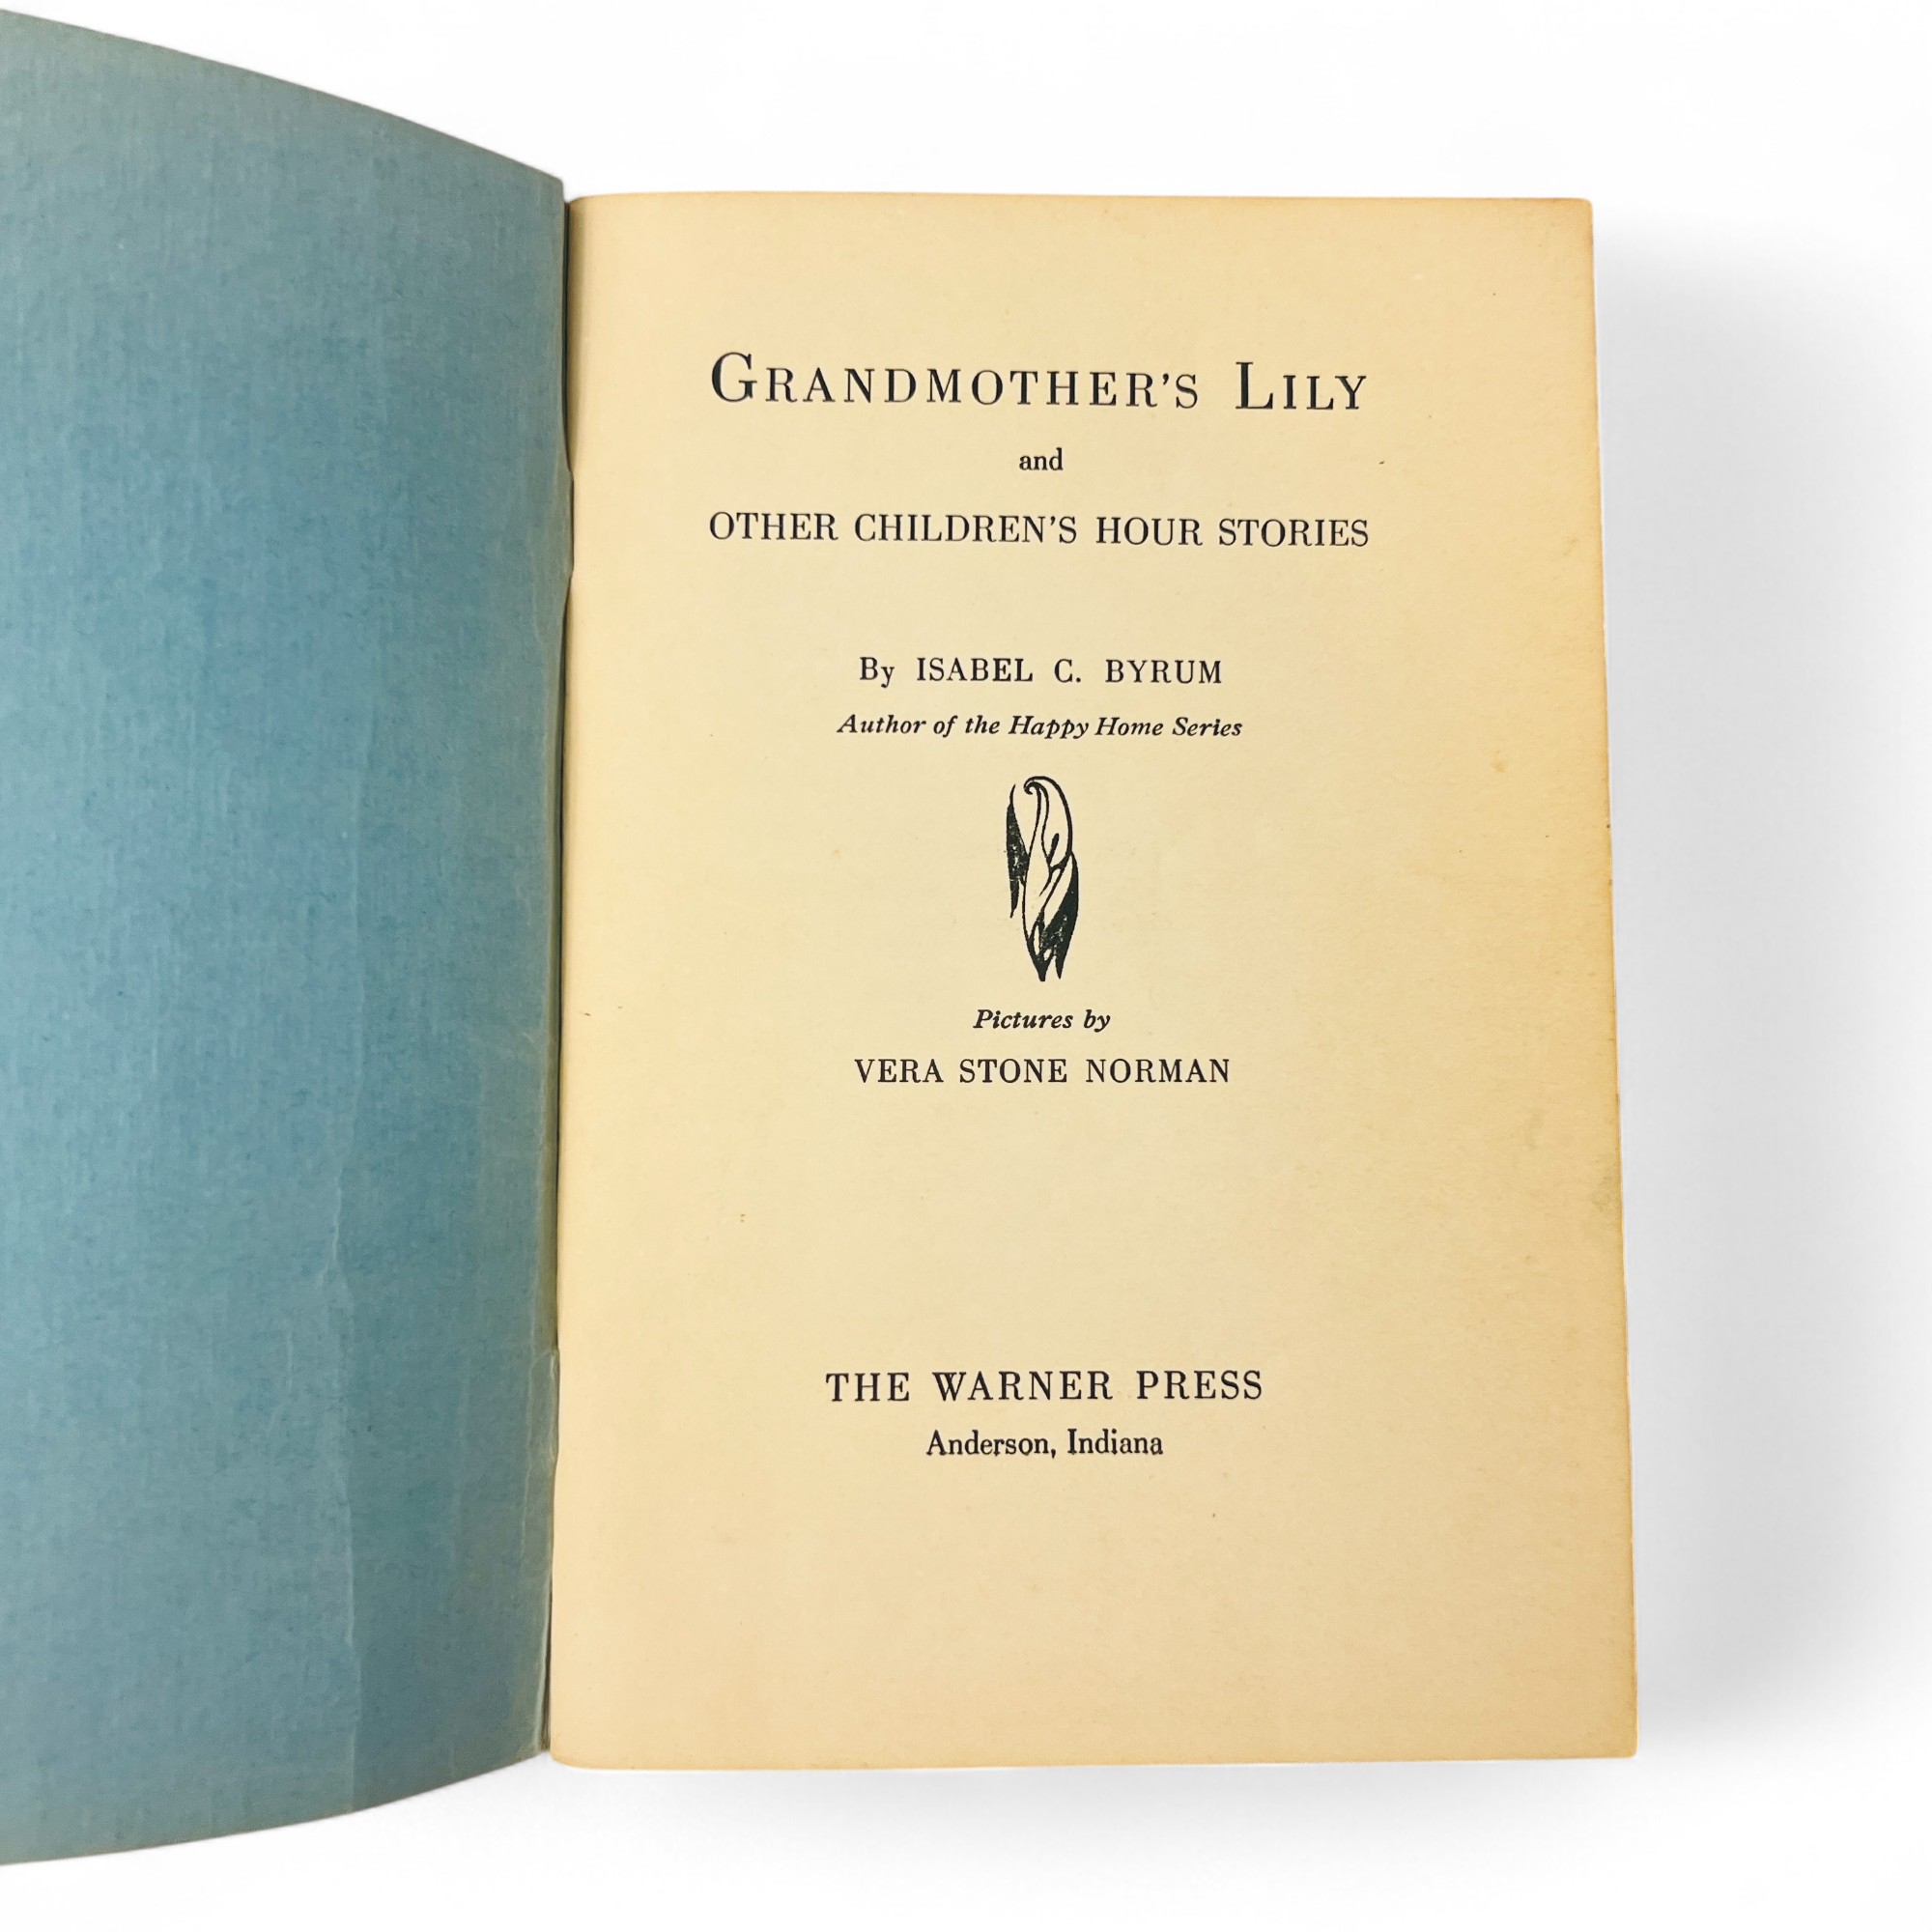 GRANDMOTHER'S LILY
and
OTHER CHILDREN'S HOUR STORIES
By ISABEL C. BYRUM
Author of the Happy Home Series
Pictures by
VERA STONE NORMAN
THE WARNER PRESS
Anderson, Indiana